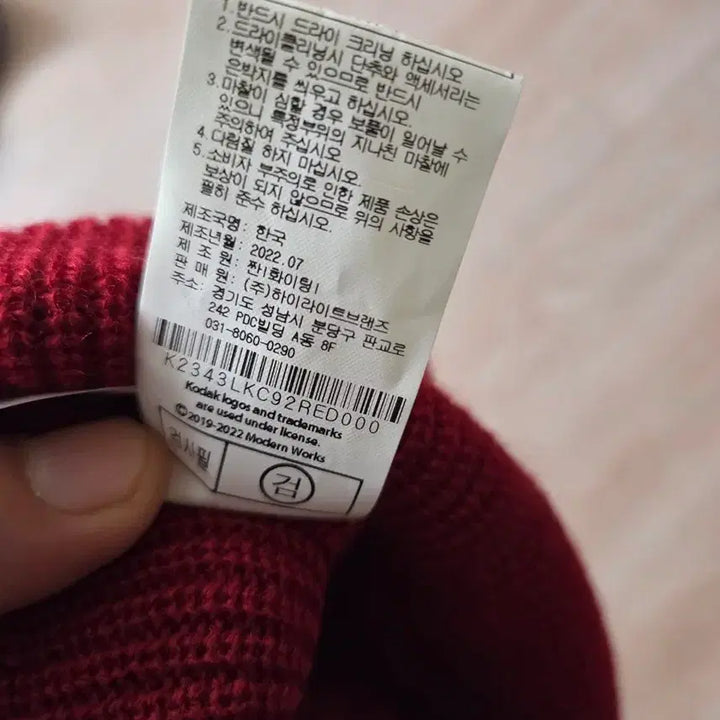 1. 반드시 드라이 크리닝 하십시오
2. 드라이클리닝시 단추와 액세서리는
변색될 수 있으므로 반드시
은박지를 씌우고 하십시오.
3. 마찰이 심할 경우 보풀이 일어날 수
있으니 특정부위의 지나친 마찰에
주의하여 주십시오
4. 다림질 하지 마십시오.
5. 소비자 부주의로 인한 제품 손상은
보상이 되지 않으므로 위의 사항을
필히 준수 하십시오.
제조국명 : 한국
제조년월 : 2022.07
제 조 원 : 짠!화이텀!
판 매 원 : (주)하이라이트브랜즈
주소: 경기도 성남시 분당구 판교로
242 PDC빌딩 A동 8F
031-8060-0290
K2343LKC92RED000
Kodak logos and trademarks
are used under license.
©2019-2022 Modern Works
검사필
검